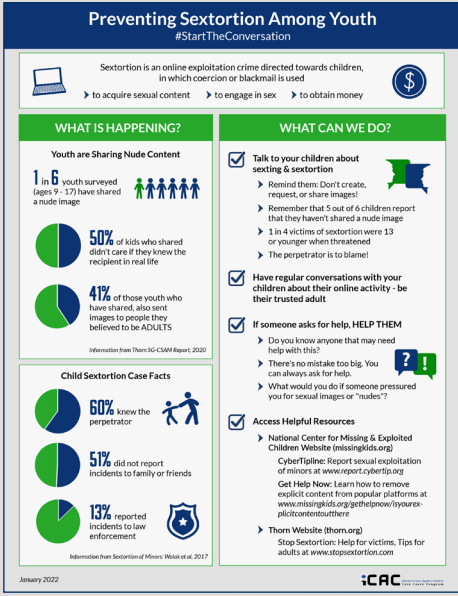 Preventing Sextortion Among Youth
#StartTheConversation
Sextortion is an online exploitation crime directed towards children,
in which coercion or blackmail is used
to acquire sexual content
to engage in sex
to obtain money
$
WHAT IS HAPPENING?
Youth are Sharing Nude Content
1 in 6 youth surveyed
(ages 9 - 17) have shared
a nude image
50% of kids who shared
didn't care if they knew the
recipient in real life
41% of those youth who
have shared, also sent
images to people they
believed to be ADULTS
Information from Thorn SG-CSAM Report, 2020
Child Sextortion Case Facts
60% knew the
perpetrator
51% did not report
incidents to family or friends
13% reported
incidents to law
enforcement
Information from Sextortion of Minors: Wolak et al, 2017
WHAT CAN WE DO?
Talk to your children about
sexting & sextortion
Remind them: Don't create,
request, or share images!
Remember that 5 out of 6 children report
that they haven't shared a nude image
1 in 4 victims of sextortion were 13
or younger when threatened
The perpetrator is to blame!
Have regular conversations with your
children about their online activity - be
their trusted adult
If someone asks for help, HELP THEM
Do you know anyone that may need
help with this?
There's no mistake too big. You
can always ask for help.
What would you do if someone pressured
you for sexual images or "nudes"?
? !
Access Helpful Resources
National Center for Missing & Exploited
Children Website (missingkids.org)
CyberTipline: Report sexual exploitation
of minors at www.report.cybertip.org
Get Help Now: Learn how to remove
explicit content from popular platforms at
www.missingkids.org/gethelpnow/isyourex-
plicitcontentoutthere
Thorn Website (thorn.org)
Stop Sextortion: Help for victims, Tips for
adults at www.stopsextortion.com
January 2022
iCAC